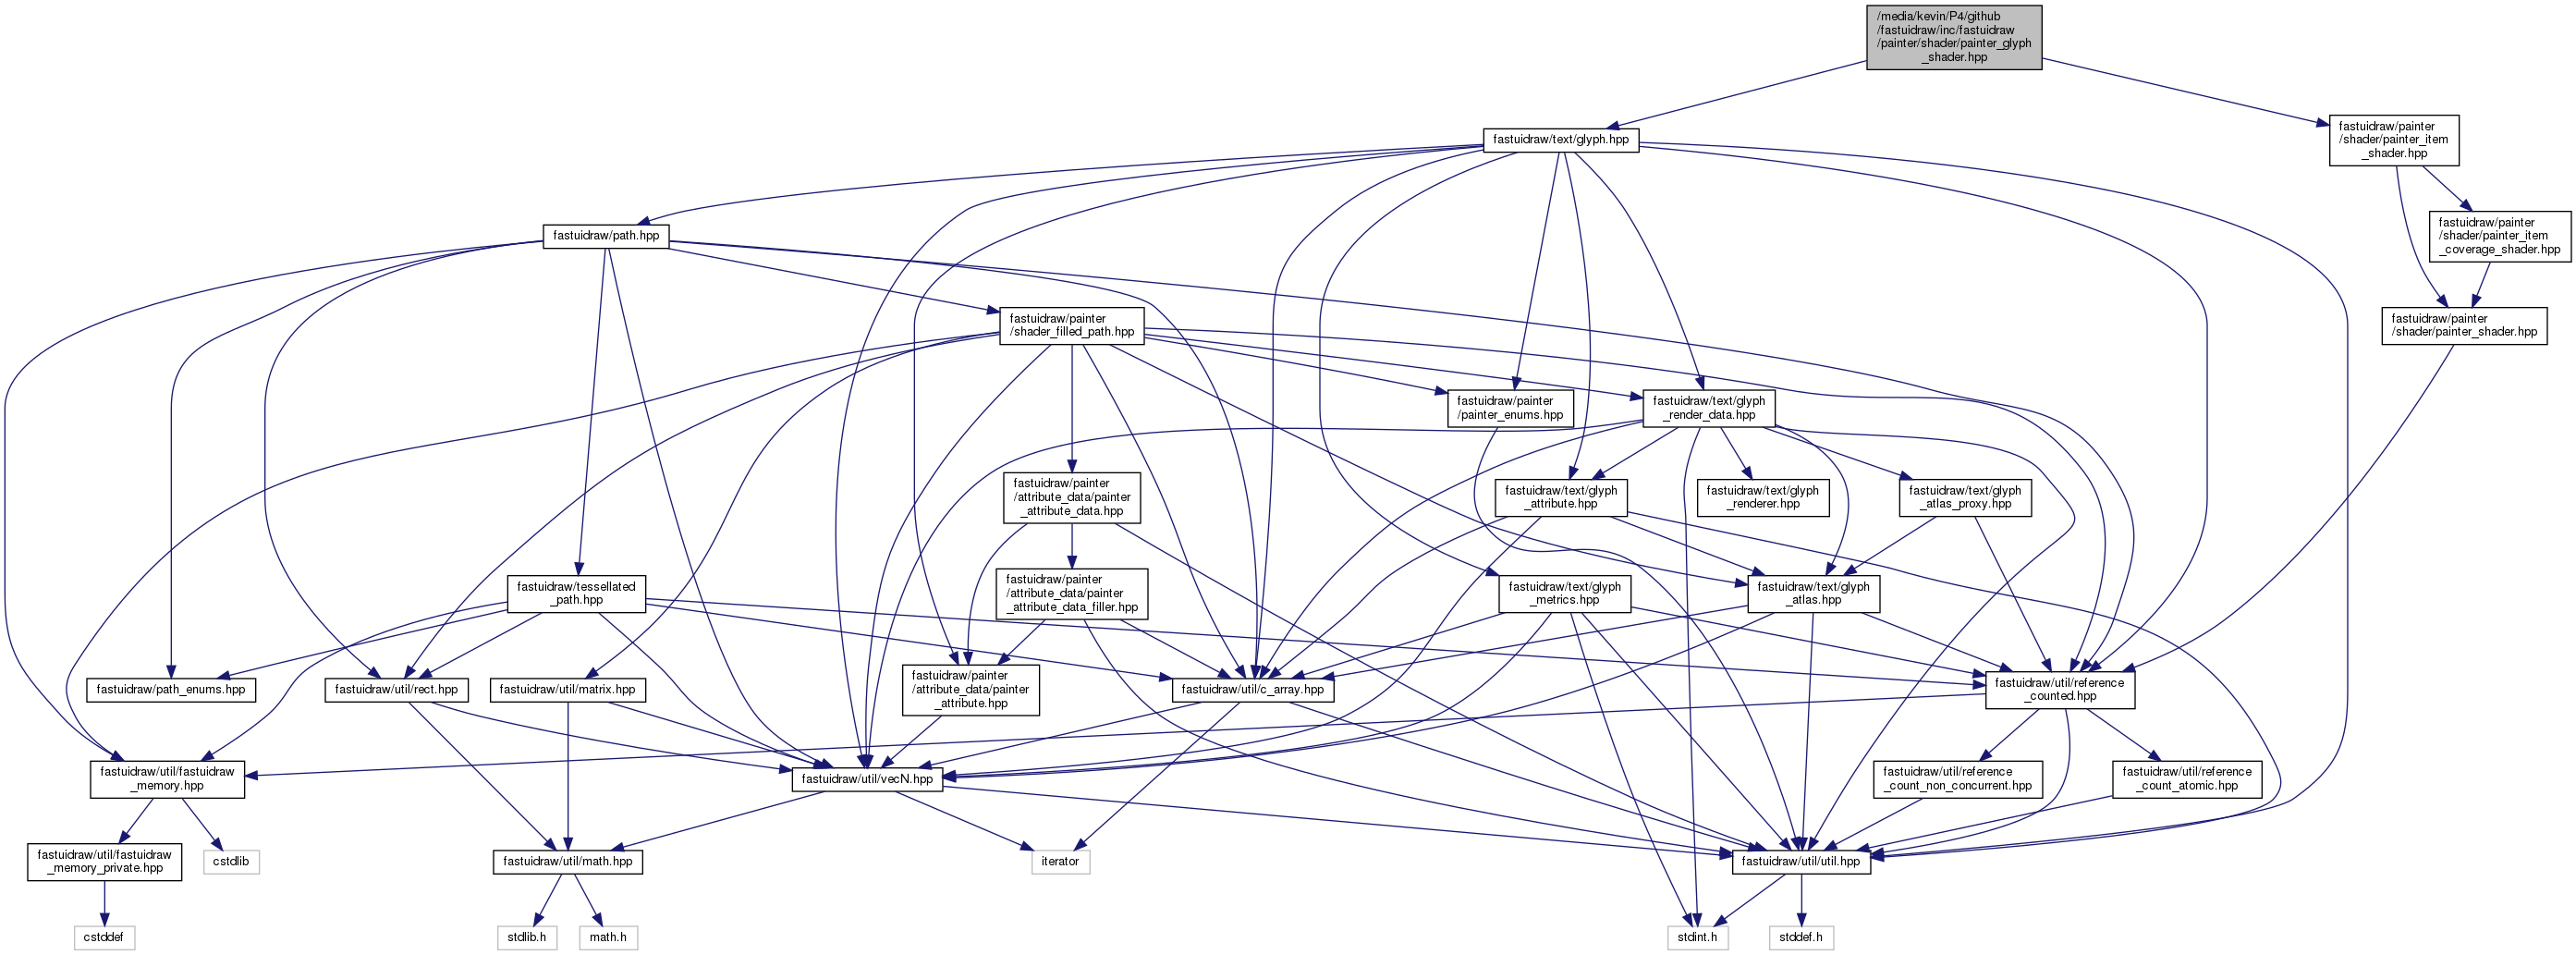 /media/kevin/P4/github
/fastuidraw/inc/fastuidraw
/painter/shader/painter_glyph
_shader.hpp
fastuidraw/text/glyph.hpp
fastuidraw/painter
/shader/painter_item
_shader.hpp
fastuidraw/path.hpp
fastuidraw/painter
/shader/painter_item
_coverage_shader.hpp
fastuidraw/painter
/shader_filled_path.hpp
fastuidraw/painter
/shader/painter_shader.hpp
fastuidraw/painter
/painter_enums.hpp
fastuidraw/text/glyph
_render_data.hpp
fastuidraw/painter
/attribute_data/painter
_attribute_data.hpp
fastuidraw/text/glyph
_attribute.hpp
fastuidraw/text/glyph
_renderer.hpp
fastuidraw/text/glyph
_atlas_proxy.hpp
fastuidraw/tessellated
_path.hpp
fastuidraw/painter
/attribute_data/painter
_attribute_data_filler.hpp
fastuidraw/text/glyph
_metrics.hpp
fastuidraw/text/glyph
_atlas.hpp
fastuidraw/path_enums.hpp
fastuidraw/util/rect.hpp
fastuidraw/util/matrix.hpp
fastuidraw/painter
/attribute_data/painter
_attribute.hpp
fastuidraw/util/c_array.hpp
fastuidraw/util/reference
_counted.hpp
fastuidraw/util/fastuidraw
_memory.hpp
fastuidraw/util/vecN.hpp
fastuidraw/util/reference
_count_non_concurrent.hpp
fastuidraw/util/reference
_count_atomic.hpp
fastuidraw/util/fastuidraw
_memory_private.hpp
cstdlib
fastuidraw/util/math.hpp
iterator
fastuidraw/util/util.hpp
cstddef
stdlib.h
math.h
stdint.h
stddef.h